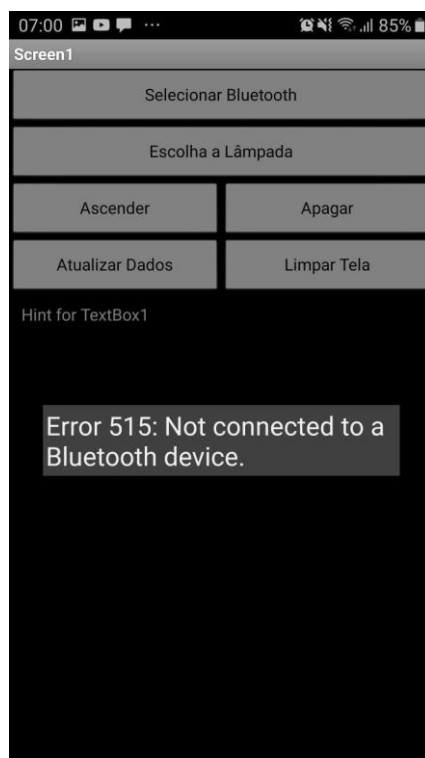 07:00 ... 85%
Screen1
Selecionar Bluetooth
Escolha a Lâmpada
Ascender Apagar
Atualizar Dados Limpar Tela
Hint for TextBox1
Error 515: Not connected to a
Bluetooth device.